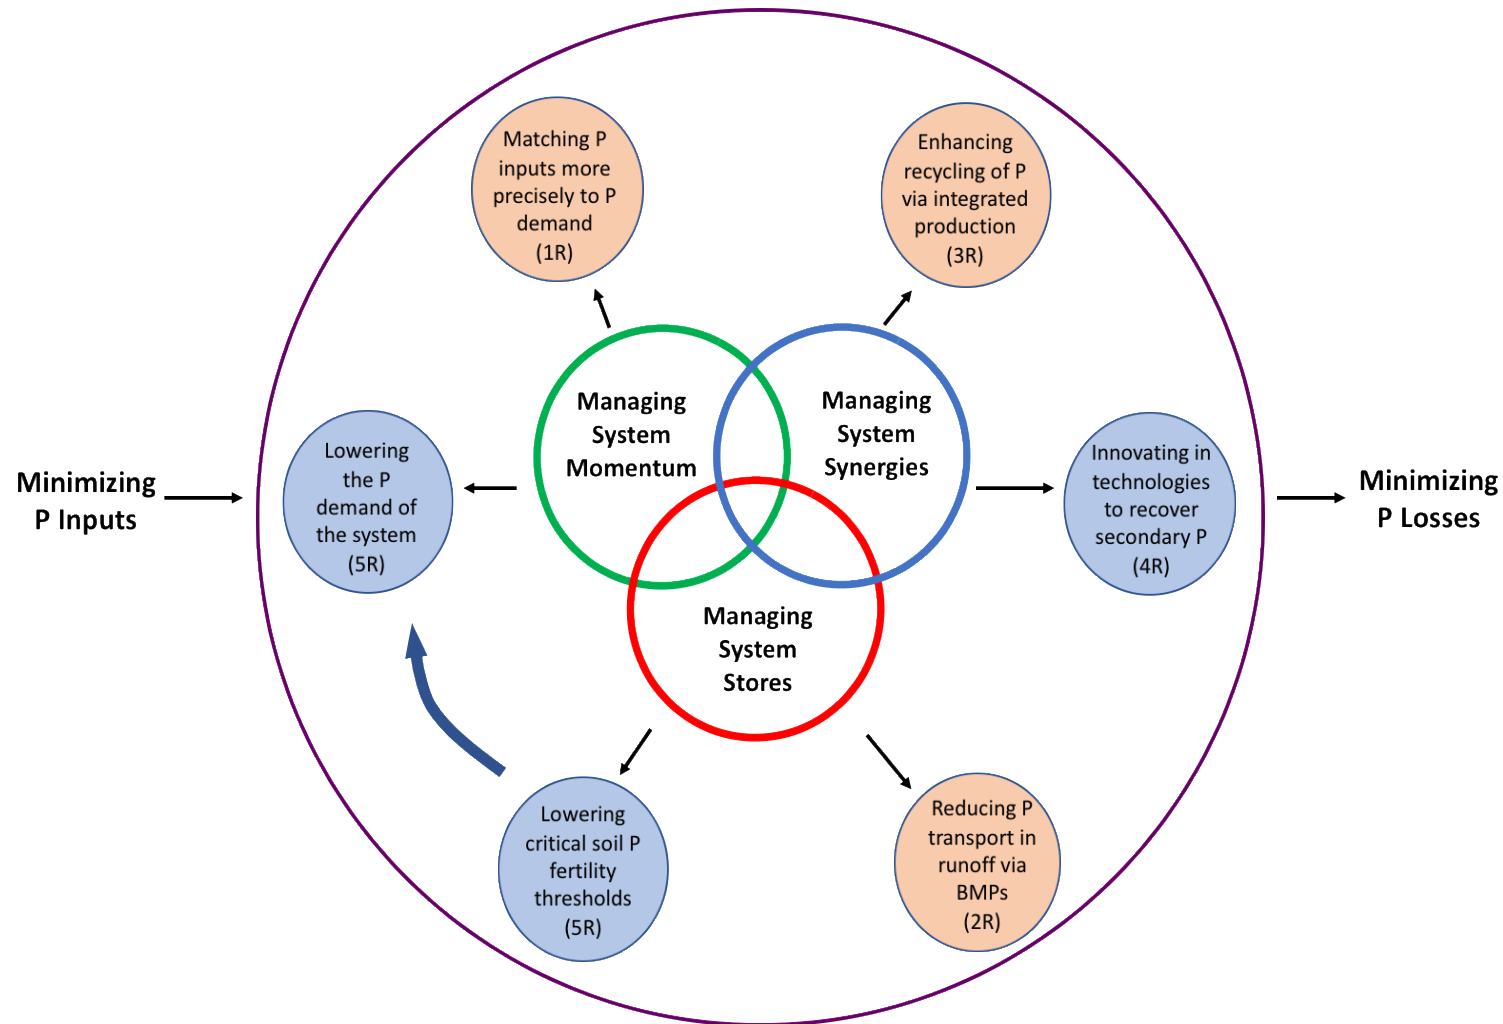 Matching P
inputs more
precisely to P
demand
(1R)
Enhancing
recycling of P
via integrated
production
(3R)
Managing
System
Momentum
Managing
System
Synergies
Minimizing
P Inputs
Lowering
the P
demand of
the system
(5R)
Innovating in
technologies
to recover
secondary P
(4R)
Minimizing
P Losses
Managing
System
Stores
Lowering
critical soil P
fertility
thresholds
(5R)
Reducing P
transport in
runoff via
BMPs
(2R)